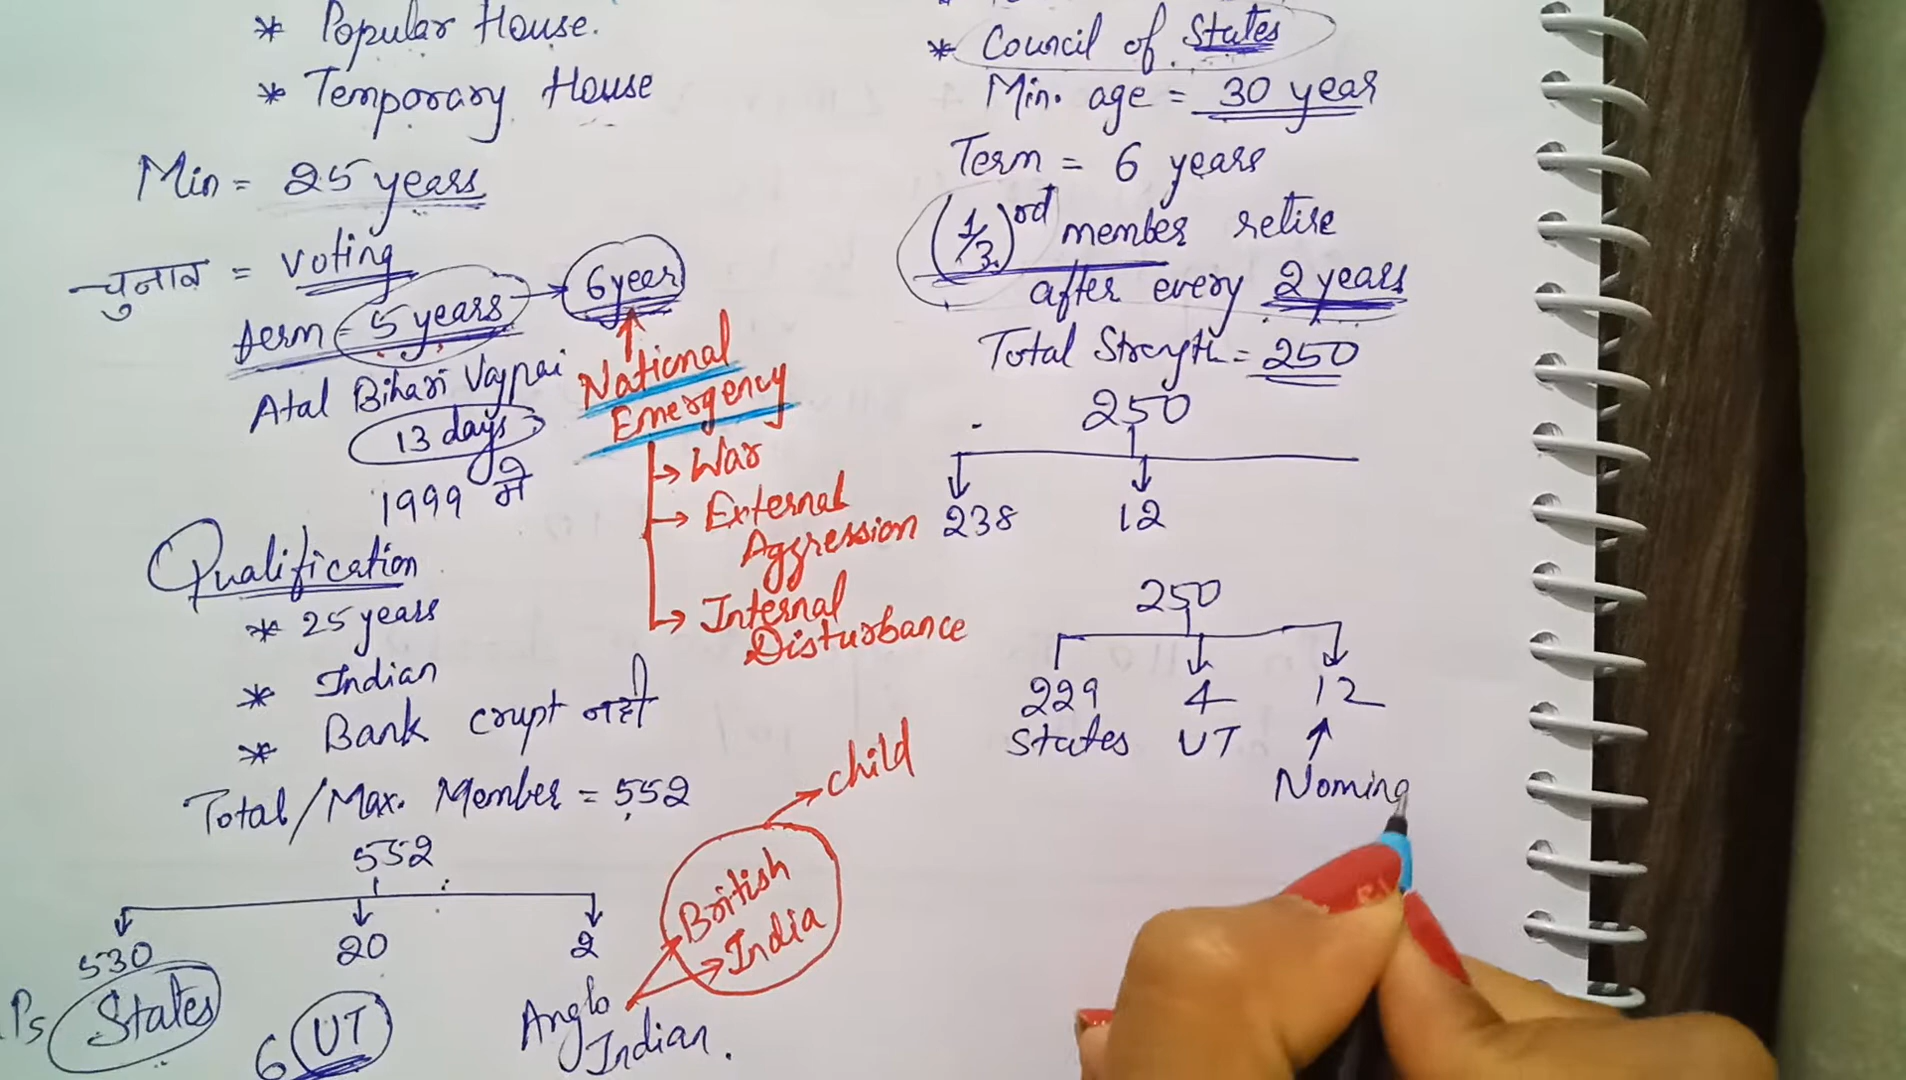 * Popular House.
* Temporary House
Min = 25 years
चुनाव = Voting
term = 5 years → 6 year
Atal Bihari Vajpai
13 days
1999 मे
National
Emergency
→ War
→ External
Aggression
→ Internal
Disturbance
Qualification
* 25 years
* Indian
* Bank crupt नही
Total/Max. Member = 552
552
530 20 2
Ps States
6 UT
Anglo
Indian.
British
India
child
* Council of States
Min. age = 30 year
Term = 6 years
(1/3)rd member retire
after every 2 years
Total Strength = 250
250
238 12
250
229 4 12
States UT
Nomina